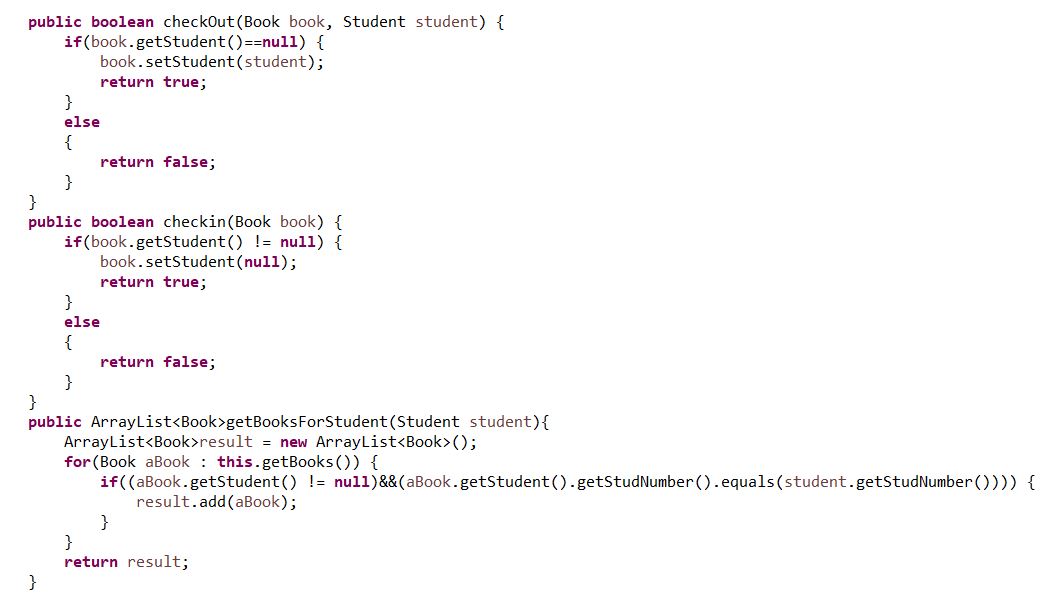 public boolean checkOut(Book book, Student student) {
    if(book.getStudent()==null) {
        book.setStudent(student);
        return true;
    }
    else
    {
        return false;
    }
}
public boolean checkin(Book book) {
    if(book.getStudent() != null) {
        book.setStudent(null);
        return true;
    }
    else
    {
        return false;
    }
}
public ArrayList<Book>getBooksForStudent(Student student){
    ArrayList<Book>result = new ArrayList<Book>();
    for(Book aBook : this.getBooks()) {
        if((aBook.getStudent() != null)&&(aBook.getStudent().getStudNumber().equals(student.getStudNumber()))) {
            result.add(aBook);
        }
    }
    return result;
}